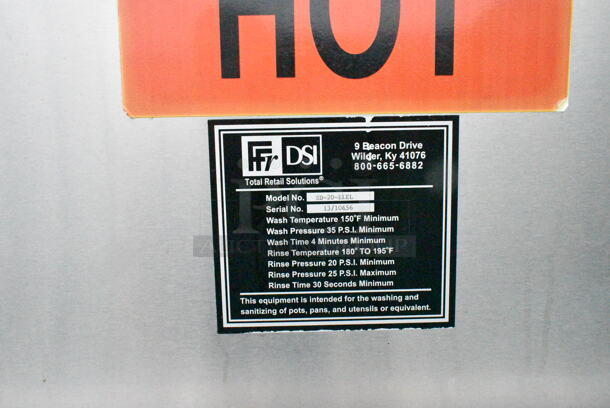 HOT
FFr DSI
Total Retail Solutions®
9 Beacon Drive
Wilder, Ky 41076
800-665-6882
Model No.
Serial No. 13/10656
Wash Temperature 150°F Minimum
Wash Pressure 35 P.S.I. Minimum
Wash Time 4 Minutes Minimum
Rinse Temperature 180° TO 195°F
Rinse Pressure 20 P.S.I. Minimum
Rinse Pressure 25 P.S.I. Maximum
Rinse Time 30 Seconds Minimum
This equipment is intended for the washing and
sanitizing of pots, pans, and utensils or equivalent.